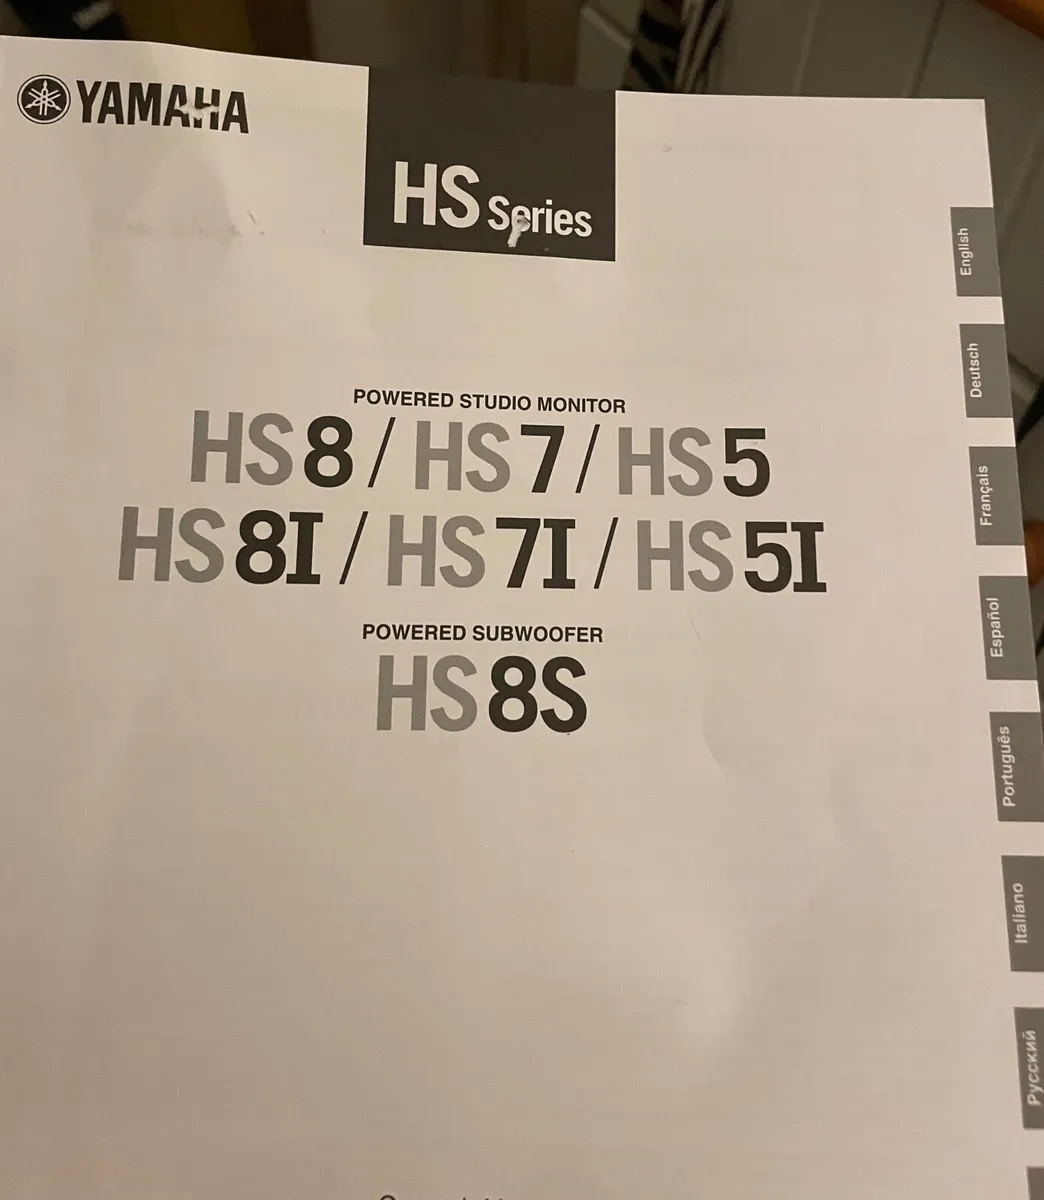 YAMAHA
HS Series
POWERED STUDIO MONITOR
HS8 / HS7 / HS5
HS8I / HS7I / HS5I
POWERED SUBWOOFER
HS8S
English
Deutsch
Français
Español
Português
Italiano
Русский